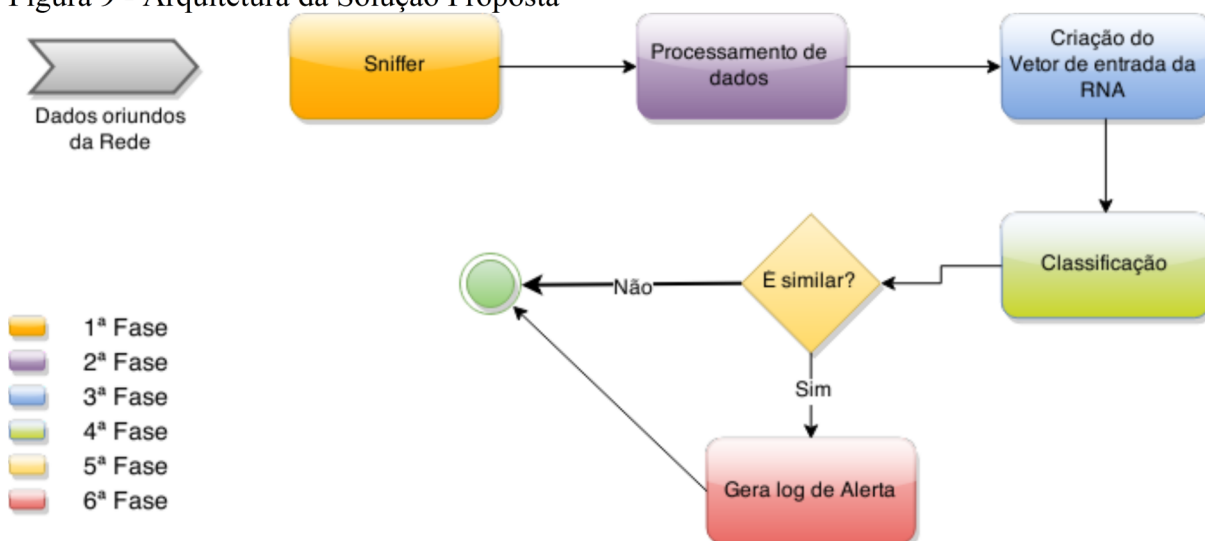 Figura 9 - Arquitetura da Solução Proposta
Dados oriundos
da Rede
Sniffer
Processamento de
dados
Criação do
Vetor de entrada da
RNA
Classificação
É similar?
Não
Sim
Gera log de Alerta
1ª Fase
2ª Fase
3ª Fase
4ª Fase
5ª Fase
6ª Fase